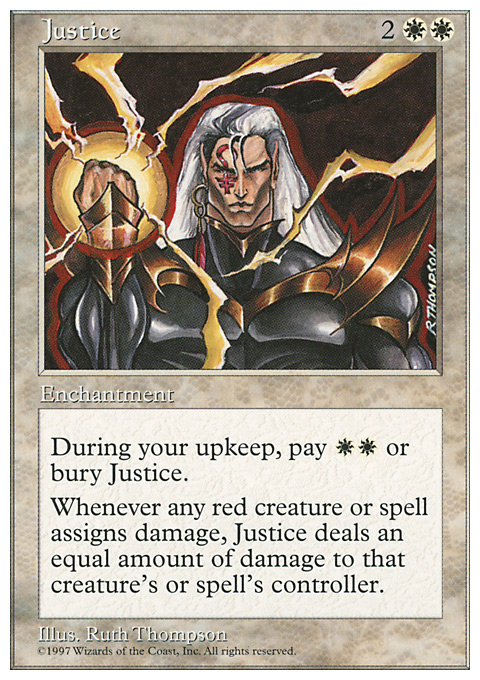 Justice 2
R.THOMPSON
Enchantment
During your upkeep, pay or
bury Justice.
Whenever any red creature or spell
assigns damage, Justice deals an
equal amount of damage to that
creature's or spell's controller.
Illus. Ruth Thompson
©1997 Wizards of the Coast, Inc. All rights reserved.